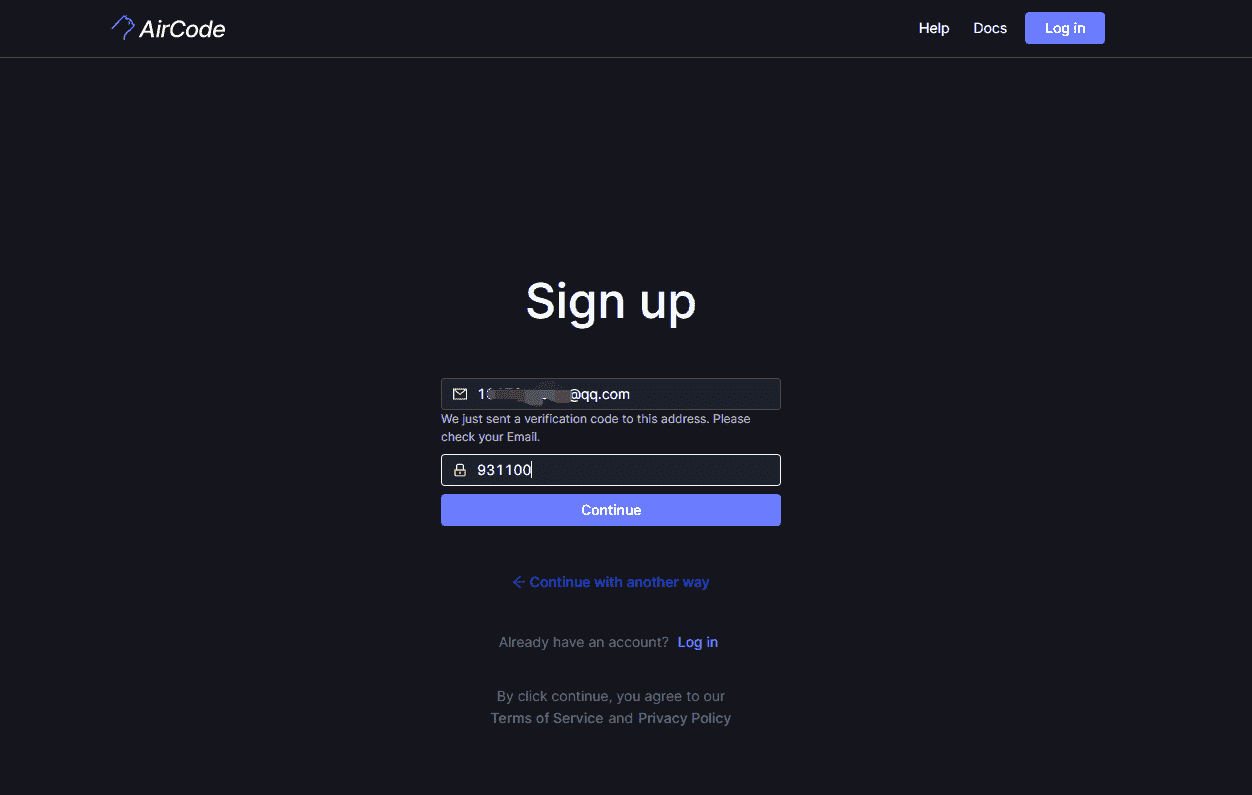 AirCode
Help
Docs
Log in
Sign up
@qq.com
We just sent a verification code to this address. Please
check your Email.
931100
Continue
Continue with another way
Already have an account? Log in
By click continue, you agree to our
Terms of Service and Privacy Policy